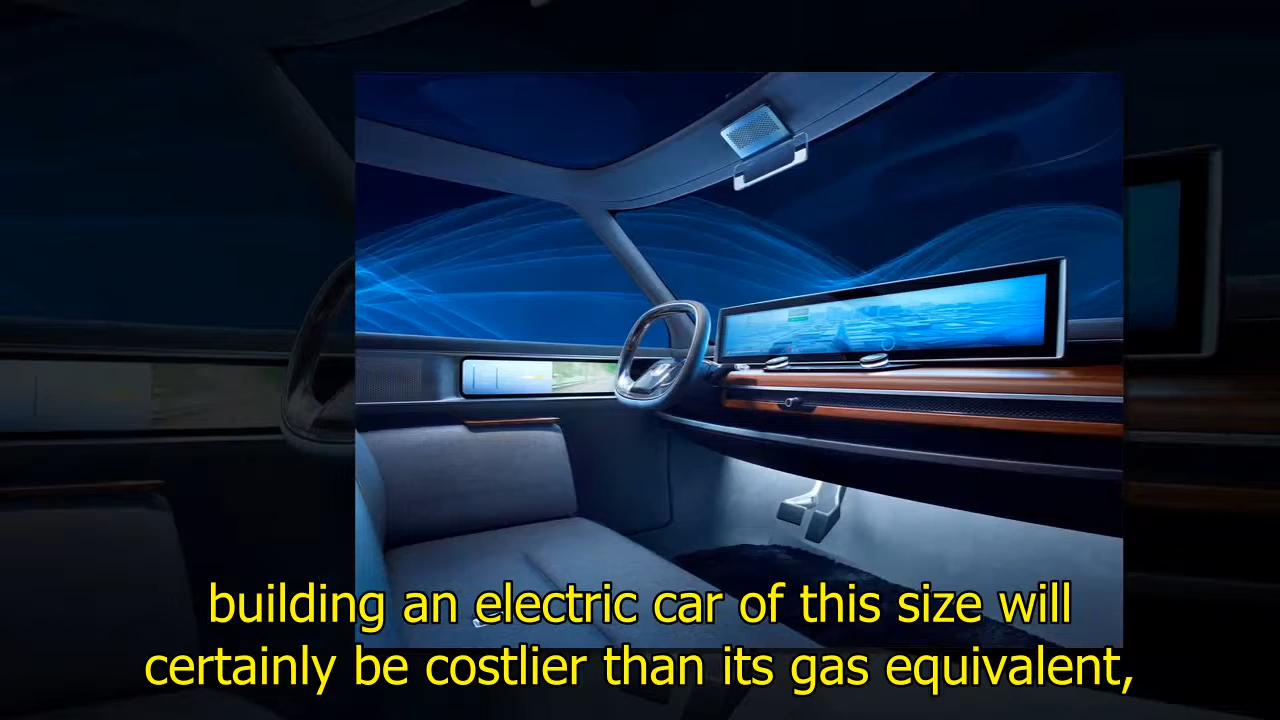 building an electric car of this size will
certainly be costlier than its gas equivalent,